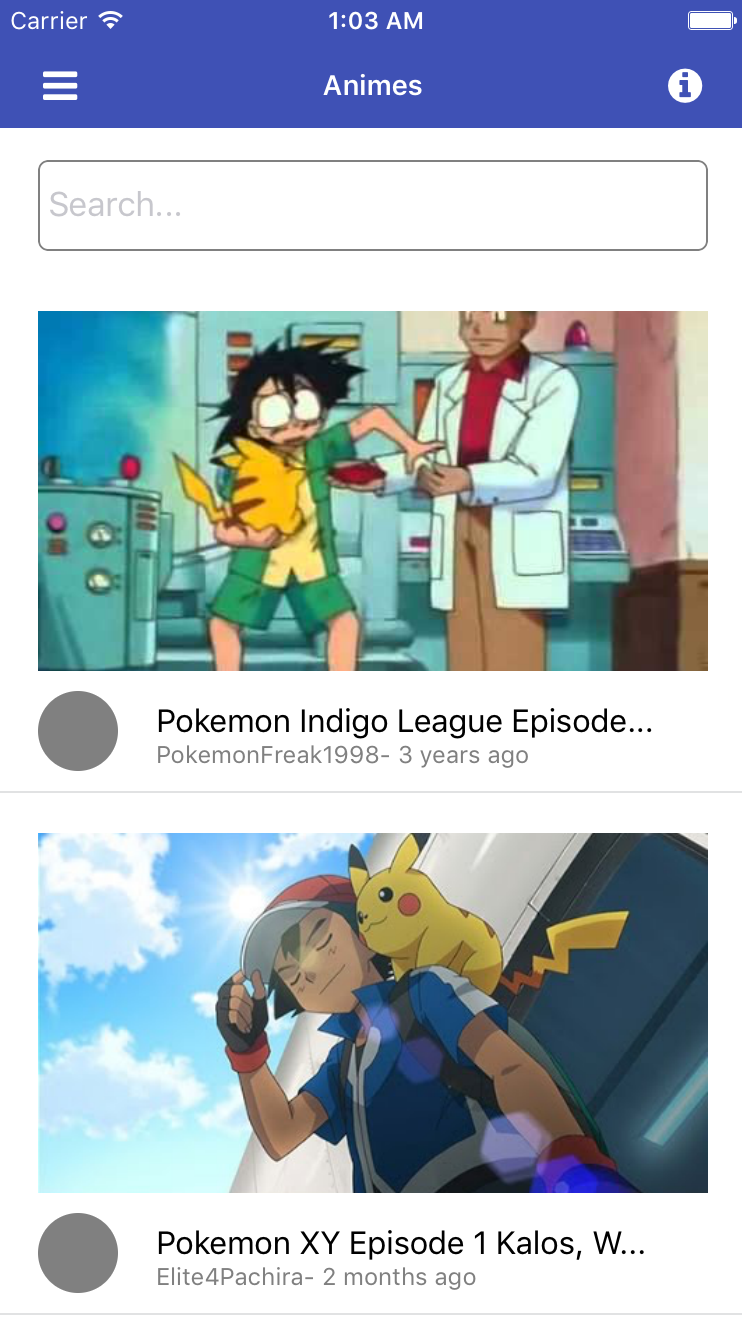 Carrier 1:03 AM
Animes
Search...
Pokemon Indigo League Episode...
PokemonFreak1998- 3 years ago
Pokemon XY Episode 1 Kalos, W...
Elite4Pachira- 2 months ago